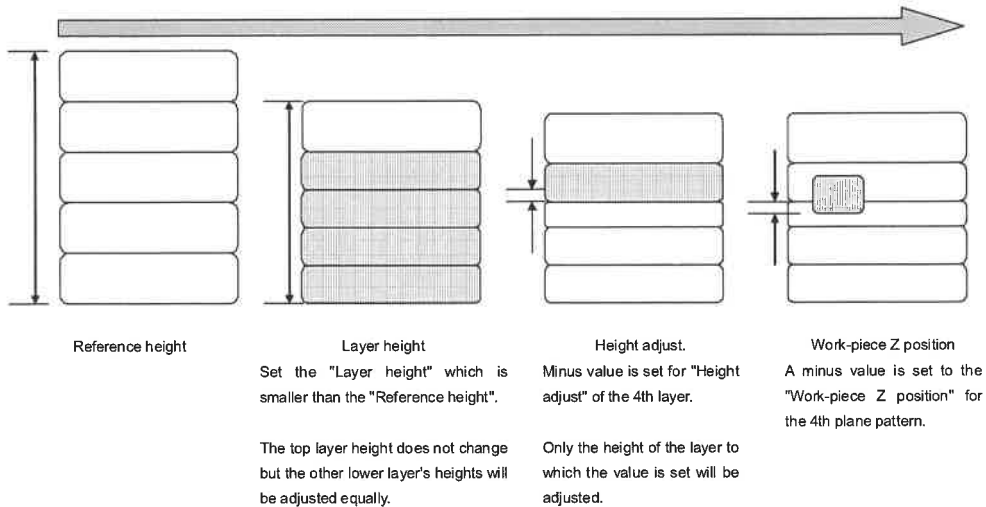 Reference height
Layer height
Set the "Layer height" which is
smaller than the "Reference height".
The top layer height does not change
but the other lower layer's heights will
be adjusted equally.
Height adjust.
Minus value is set for "Height
adjust" of the 4th layer.
Only the height of the layer to
which the value is set will be
adjusted.
Work-piece Z position
A minus value is set to the
"Work-piece Z position" for
the 4th plane pattern.